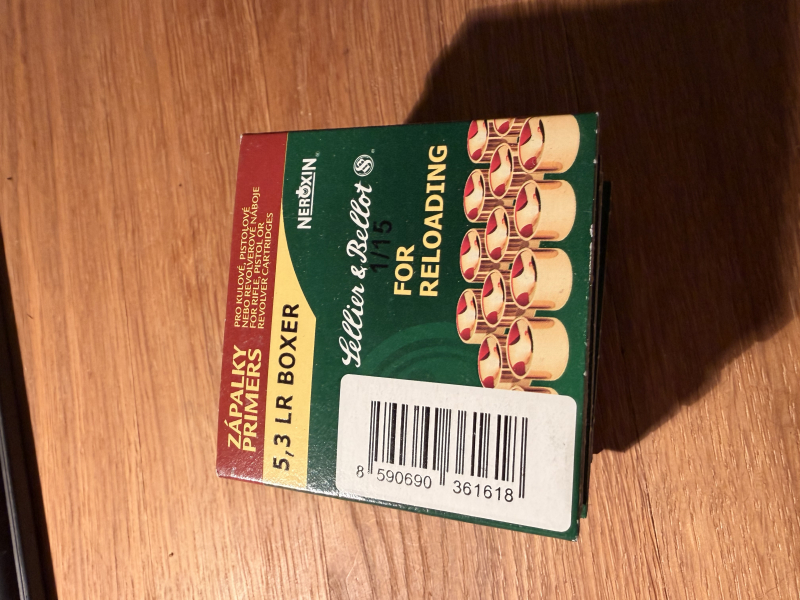 ZÁPALKY
PRIMERS
PRO KULOVÉ, PISTOLOVÉ
NEBO REVOLVEROVÉ NÁBOJE
FOR RIFLE, PISTOL OR
REVOLVER CARTRIDGES
5,3 LR BOXER
NEROXIN
Sellier & Bellot
1/15
FOR
RELOADING
8 590690 361618